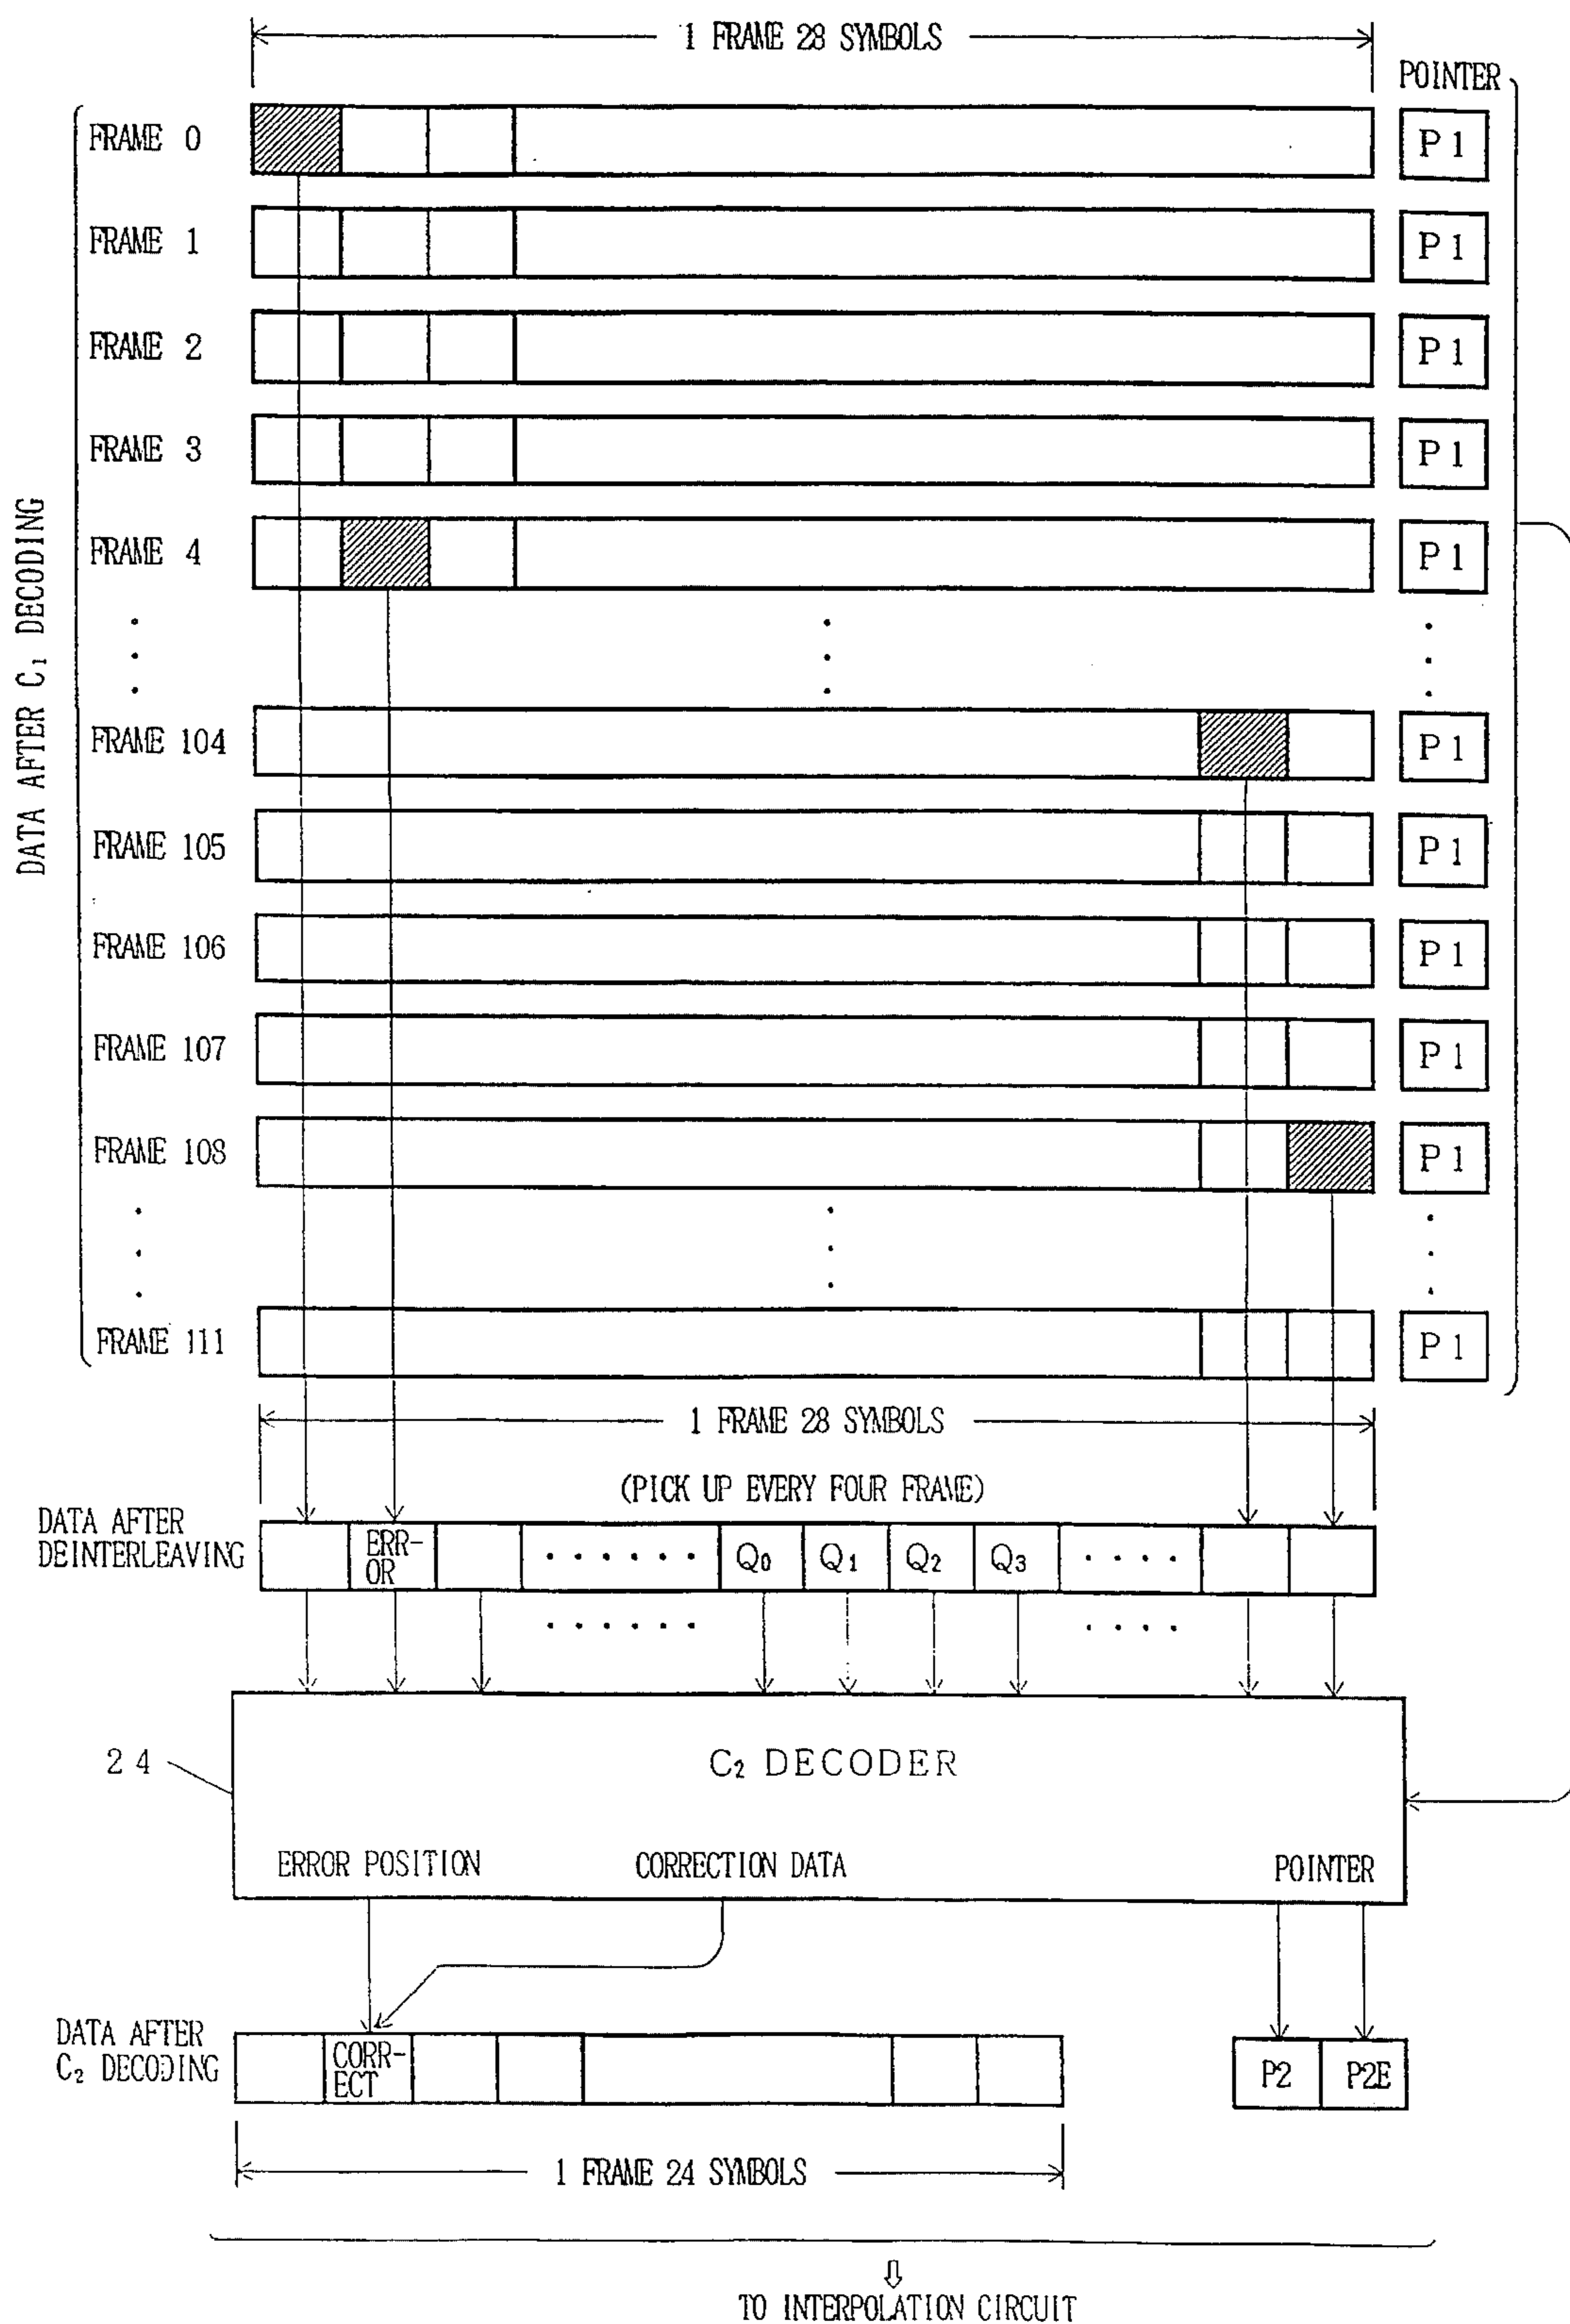 1 FRAME 28 SYMBOLS
POINTER
FRAME 0 P1
FRAME 1 P1
FRAME 2 P1
FRAME 3 P1
FRAME 4 P1
DATA AFTER C₁ DECODING
FRAME 104 P1
FRAME 105 P1
FRAME 106 P1
FRAME 107 P1
FRAME 108 P1
FRAME 111 P1
1 FRAME 28 SYMBOLS
(PICK UP EVERY FOUR FRAME)
DATA AFTER
DEINTERLEAVING
ERR-
OR
Q₀ Q₁ Q₂ Q₃
24
C₂ DECODER
ERROR POSITION CORRECTION DATA POINTER
DATA AFTER
C₂ DECODING
CORR-
ECT
P2 P2E
1 FRAME 24 SYMBOLS
TO INTERPOLATION CIRCUIT